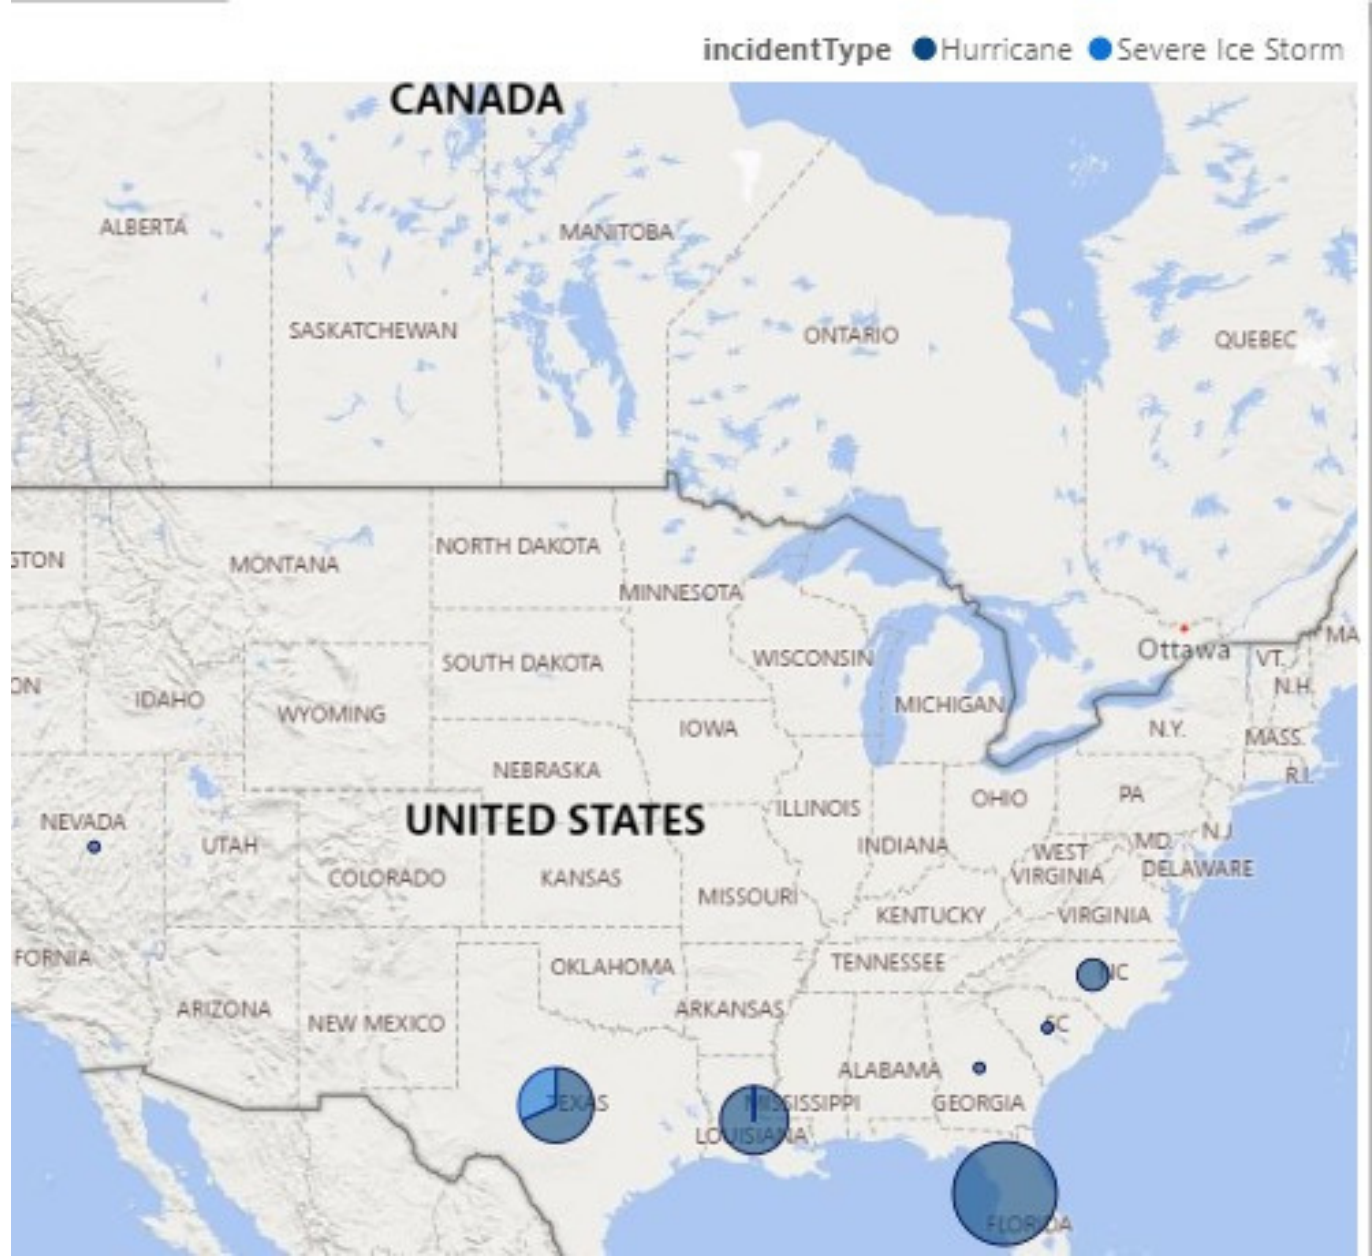 incidentType Hurricane Severe Ice Storm
CANADA
ALBERTA
MANITOBA
SASKATCHEWAN
ONTARIO
QUEBEC
NORTH DAKOTA
STON
MONTANA
MINNESOTA
Ottawa
MA
VT.
WISCONSIN
SOUTH DAKOTA
ON
N.H.
IDAHO
MICHIGAN
WYOMING
IOWA
N.Y.
MASS.
NEBRASKA
R.I.
PA
OHIO
ILLINOIS
UNITED STATES
NEVADA
N.J.
MD.
UTAH
INDIANA
WEST
VIRGINIA
DELAWARE
COLORADO
KANSAS
MISSOURI
KENTUCKY
VIRGINIA
FORNIA
OKLAHOMA
TENNESSEE
NC
ARIZONA
NEW MEXICO
ARKANSAS
SC
ALABAMA
TEXAS
MISSISSIPPI
GEORGIA
LOUISIANA
FLORIDA